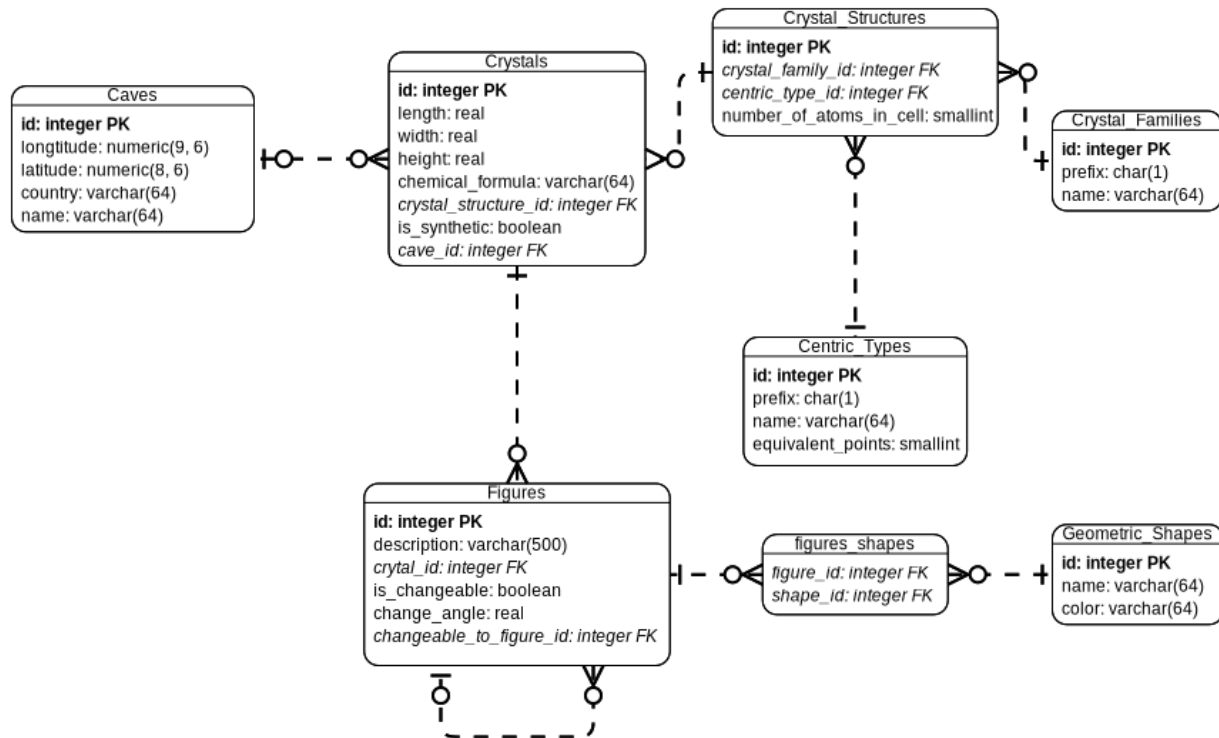 Caves
id: integer PK
longtitude: numeric(9, 6)
latitude: numeric(8, 6)
country: varchar(64)
name: varchar(64)
Crystals
id: integer PK
length: real
width: real
height: real
chemical_formula: varchar(64)
crystal_structure_id: integer FK
is_synthetic: boolean
cave_id: integer FK
Crystal_Structures
id: integer PK
crystal_family_id: integer FK
centric_type_id: integer FK
number_of_atoms_in_cell: smallint
Crystal_Families
id: integer PK
prefix: char(1)
name: varchar(64)
Centric_Types
id: integer PK
prefix: char(1)
name: varchar(64)
equivalent_points: smallint
Figures
id: integer PK
description: varchar(500)
crytal_id: integer FK
is_changeable: boolean
change_angle: real
changeable_to_figure_id: integer FK
figures_shapes
figure_id: integer FK
shape_id: integer FK
Geometric_Shapes
id: integer PK
name: varchar(64)
color: varchar(64)